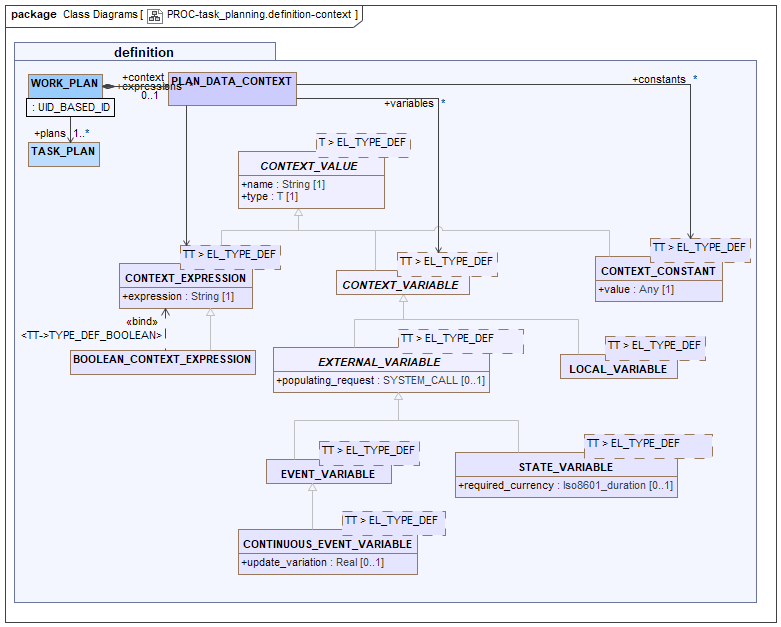 package Class Diagrams [ PROC-task_planning.definition-context ]
definition
WORK_PLAN
: UID_BASED_ID
+context
+expressions *
0..1
PLAN_DATA_CONTEXT
+constants *
+variables *
+plans 1..*
TASK_PLAN
T > EL_TYPE_DEF
CONTEXT_VALUE
+name : String [1]
+type : T [1]
TT > EL_TYPE_DEF
CONTEXT_EXPRESSION
+expression : String [1]
TT > EL_TYPE_DEF
CONTEXT_VARIABLE
TT > EL_TYPE_DEF
CONTEXT_CONSTANT
+value : Any [1]
«bind»
<TT->TYPE_DEF_BOOLEAN>
BOOLEAN_CONTEXT_EXPRESSION
TT > EL_TYPE_DEF
EXTERNAL_VARIABLE
+populating_request : SYSTEM_CALL [0..1]
TT > EL_TYPE_DEF
LOCAL_VARIABLE
TT > EL_TYPE_DEF
EVENT_VARIABLE
TT > EL_TYPE_DEF
STATE_VARIABLE
+required_currency : Iso8601_duration [0..1]
TT > EL_TYPE_DEF
CONTINUOUS_EVENT_VARIABLE
+update_variation : Real [0..1]